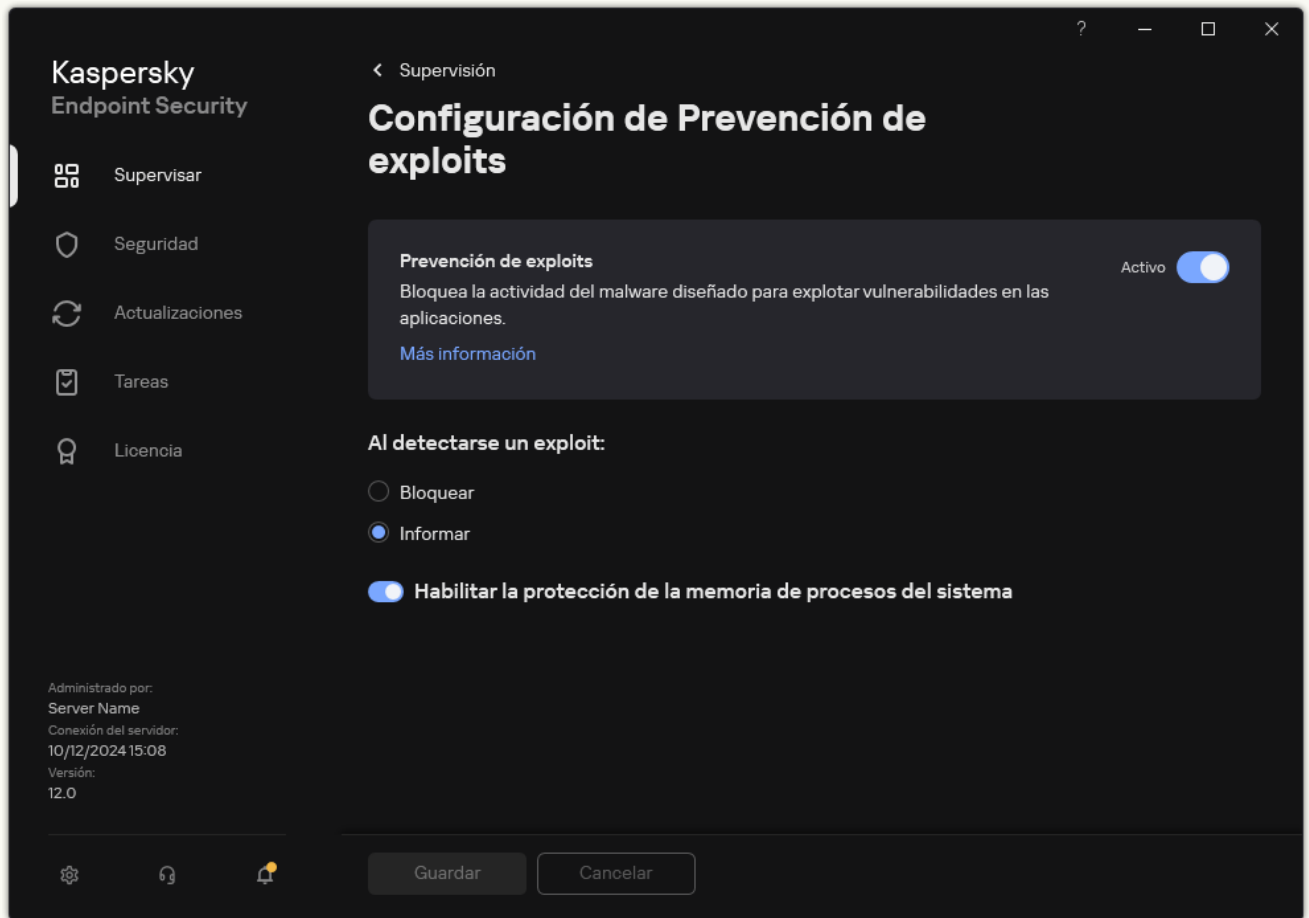 ?
Kaspersky
Endpoint Security
Supervisar
Seguridad
Actualizaciones
Tareas
Licencia
Administrado por:
Server Name
Conexión del servidor:
10/12/2024 15:08
Versión:
12.0
Supervisión
Configuración de Prevención de
exploits
Prevención de exploits
Activo
Bloquea la actividad del malware diseñado para explotar vulnerabilidades en las
aplicaciones.
Más información
Al detectarse un exploit:
Bloquear
Informar
Habilitar la protección de la memoria de procesos del sistema
Guardar
Cancelar